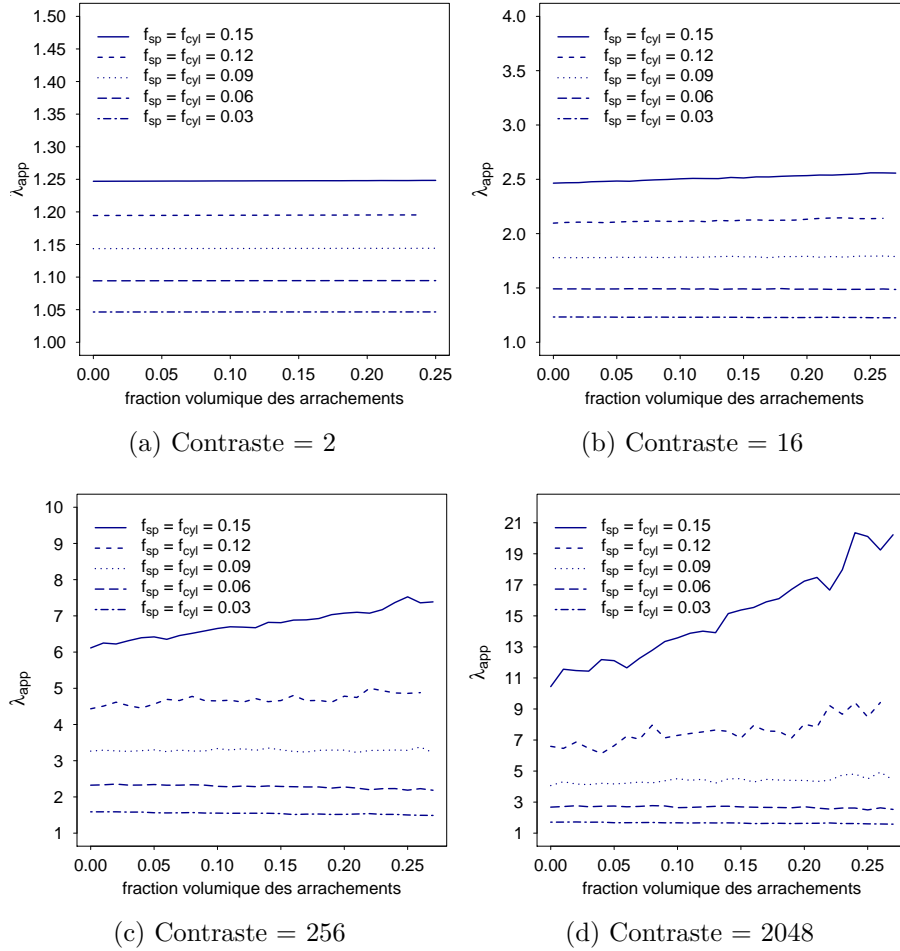 1.50
1.45
1.40
1.35
1.30
1.25
1.20
1.15
1.10
1.05
1.00
λapp
fsp = fcyl = 0.15
fsp = fcyl = 0.12
fsp = fcyl = 0.09
fsp = fcyl = 0.06
fsp = fcyl = 0.03
0.00 0.05 0.10 0.15 0.20 0.25
fraction volumique des arrachements
(a) Contraste = 2
4.0
3.5
3.0
2.5
2.0
1.5
1.0
λapp
fsp = fcyl = 0.15
fsp = fcyl = 0.12
fsp = fcyl = 0.09
fsp = fcyl = 0.06
fsp = fcyl = 0.03
0.00 0.05 0.10 0.15 0.20 0.25
fraction volumique des arrachements
(b) Contraste = 16
10
9
8
7
6
5
4
3
2
1
λapp
fsp = fcyl = 0.15
fsp = fcyl = 0.12
fsp = fcyl = 0.09
fsp = fcyl = 0.06
fsp = fcyl = 0.03
0.00 0.05 0.10 0.15 0.20 0.25
fraction volumique des arrachements
(c) Contraste = 256
21
19
17
15
13
11
9
7
5
3
1
λapp
fsp = fcyl = 0.15
fsp = fcyl = 0.12
fsp = fcyl = 0.09
fsp = fcyl = 0.06
fsp = fcyl = 0.03
0.00 0.05 0.10 0.15 0.20 0.25
fraction volumique des arrachements
(d) Contraste = 2048